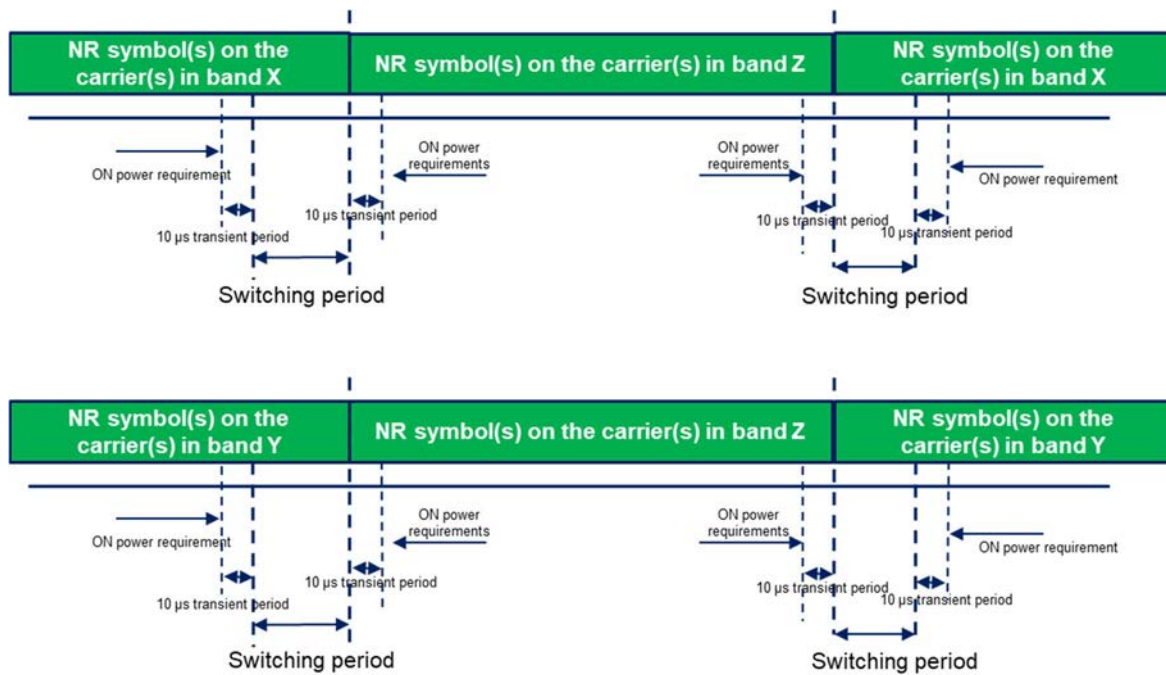 NR symbol(s) on the
carrier(s) in band X
NR symbol(s) on the carrier(s) in band Z
NR symbol(s) on the
carrier(s) in band X
ON power requirement
ON power
requirements
ON power
requirements
ON power requirement
10 µs transient period
10 µs transient period
10 µs transient period
10 µs transient period
Switching period
Switching period
NR symbol(s) on the
carrier(s) in band Y
NR symbol(s) on the carrier(s) in band Z
NR symbol(s) on the
carrier(s) in band Y
ON power requirement
ON power
requirements
ON power
requirements
ON power requirement
10 µs transient period
10 µs transient period
10 µs transient period
10 µs transient period
Switching period
Switching period